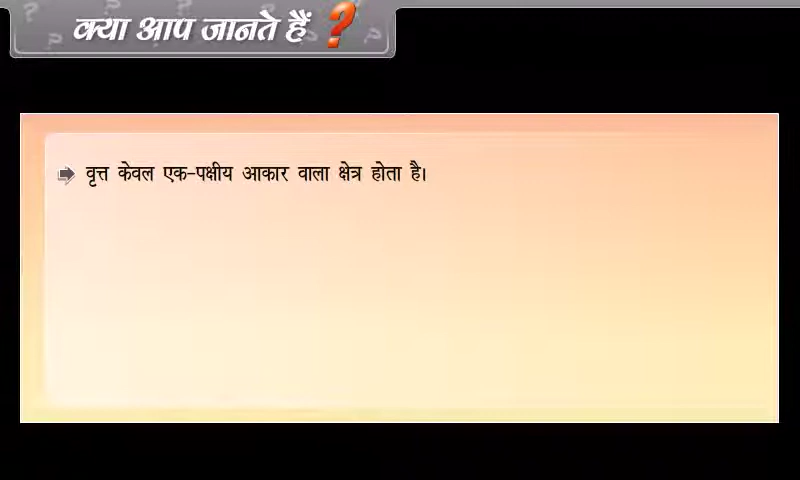 क्या आप जानते हैं ?
वृत्त केवल एक-पक्षीय आकार वाला क्षेत्र होता है।